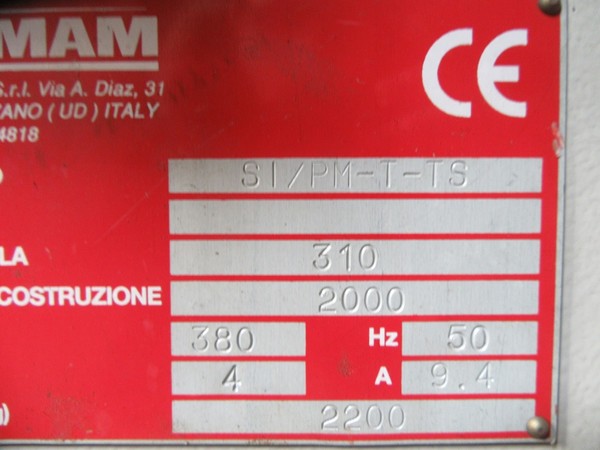 MAM
S.r.l. Via A. Diaz, 31
ZANO ( UD ) ITALY
4818
CE
O SI/PM-T-TS
LA 310
COSTRUZIONE 2000
380 Hz 50
4 A 9.4
g) 2200